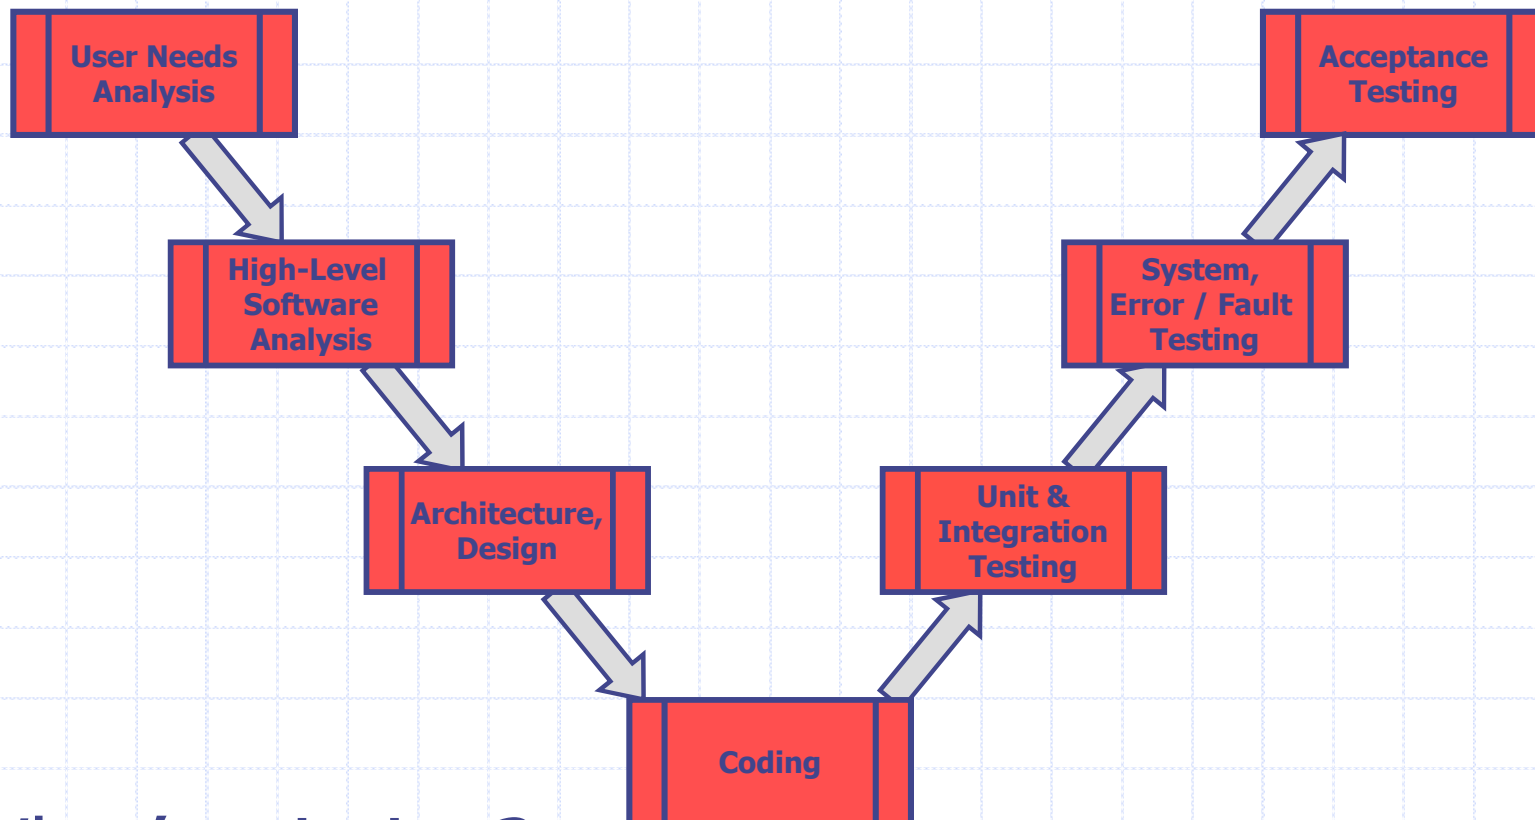 User Needs
Analysis
Acceptance
Testing
High-Level
Software
Analysis
System,
Error / Fault
Testing
Architecture,
Design
Unit &
Integration
Testing
Coding